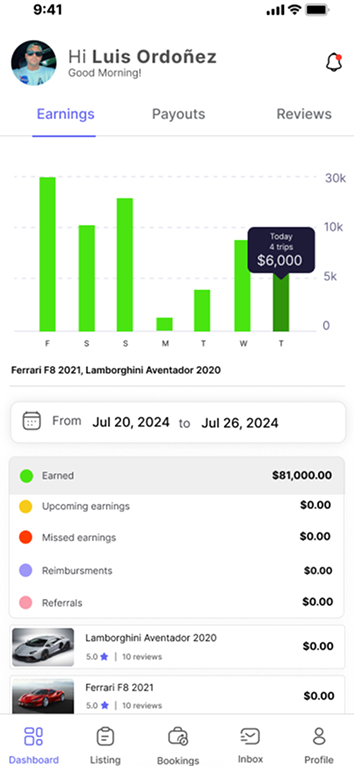 9:41
Hi Luis Ordoñez
Good Morning!
Earnings Payouts Reviews
30k
10k
Today
4 trips
$6,000
5k
0
F S S M T W T
Ferrari F8 2021, Lamborghini Aventador 2020
From Jul 20, 2024 to Jul 26, 2024
Earned $81,000.00
Upcoming earnings $0.00
Missed earnings $0.00
Reimbursments $0.00
Referrals $0.00
Lamborghini Aventador 2020 $0.00
5.0 ★ | 10 reviews
Ferrari F8 2021 $0.00
5.0 ★ | 10 reviews
Dashboard Listing Bookings Inbox Profile